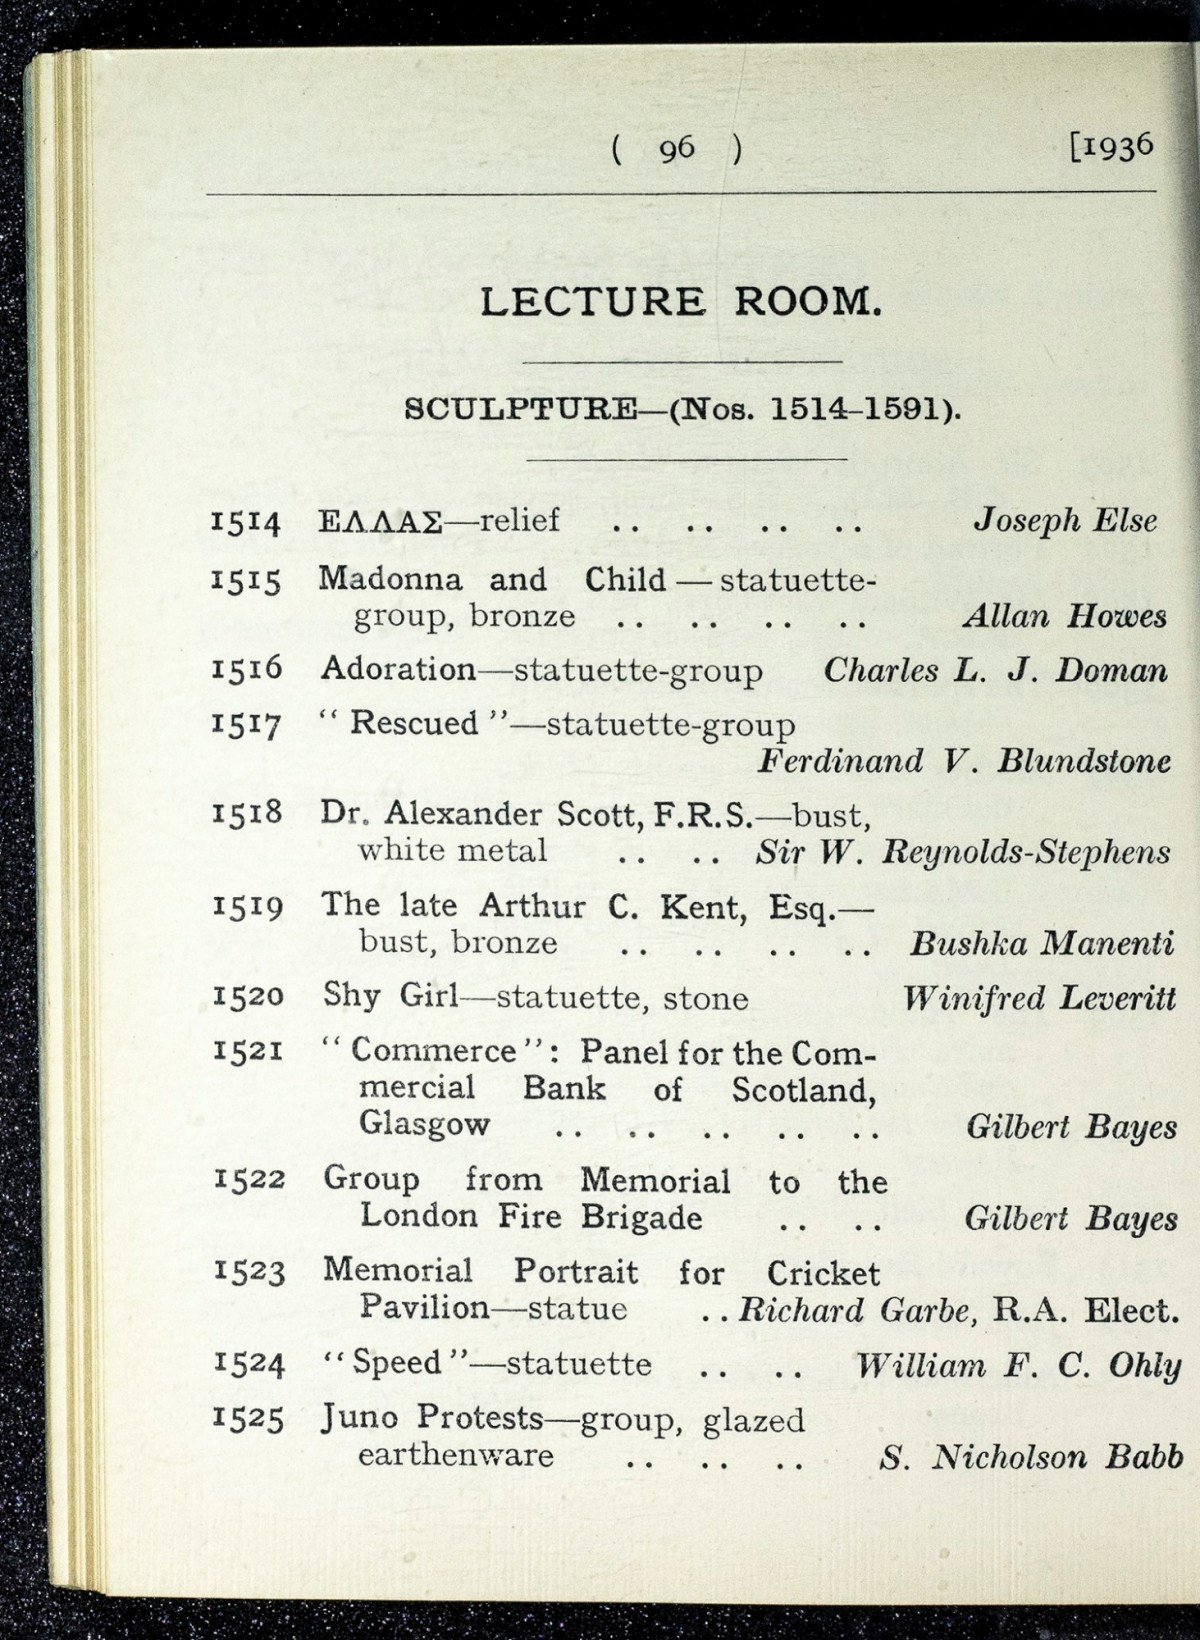 ( 96 ) [1936
LECTURE ROOM.
SCULPTURE—(Nos. 1514–1591).
1514 ΕΛΛΑΣ—relief .. .. .. .. Joseph Else
1515 Madonna and Child — statuette-
group, bronze .. .. .. .. Allan Howes
1516 Adoration—statuette-group Charles L. J. Doman
1517 “ Rescued ”—statuette-group
Ferdinand V. Blundstone
1518 Dr. Alexander Scott, F.R.S.—bust,
white metal .. .. Sir W. Reynolds-Stephens
1519 The late Arthur C. Kent, Esq.—
bust, bronze .. .. .. .. Bushka Manenti
1520 Shy Girl—statuette, stone Winifred Leveritt
1521 “ Commerce ” : Panel for the Com-
mercial Bank of Scotland,
Glasgow .. .. .. .. .. Gilbert Bayes
1522 Group from Memorial to the
London Fire Brigade .. .. Gilbert Bayes
1523 Memorial Portrait for Cricket
Pavilion—statue .. Richard Garbe, R.A. Elect.
1524 “ Speed ”—statuette .. .. William F. C. Ohly
1525 Juno Protests—group, glazed
earthenware .. .. .. S. Nicholson Babb